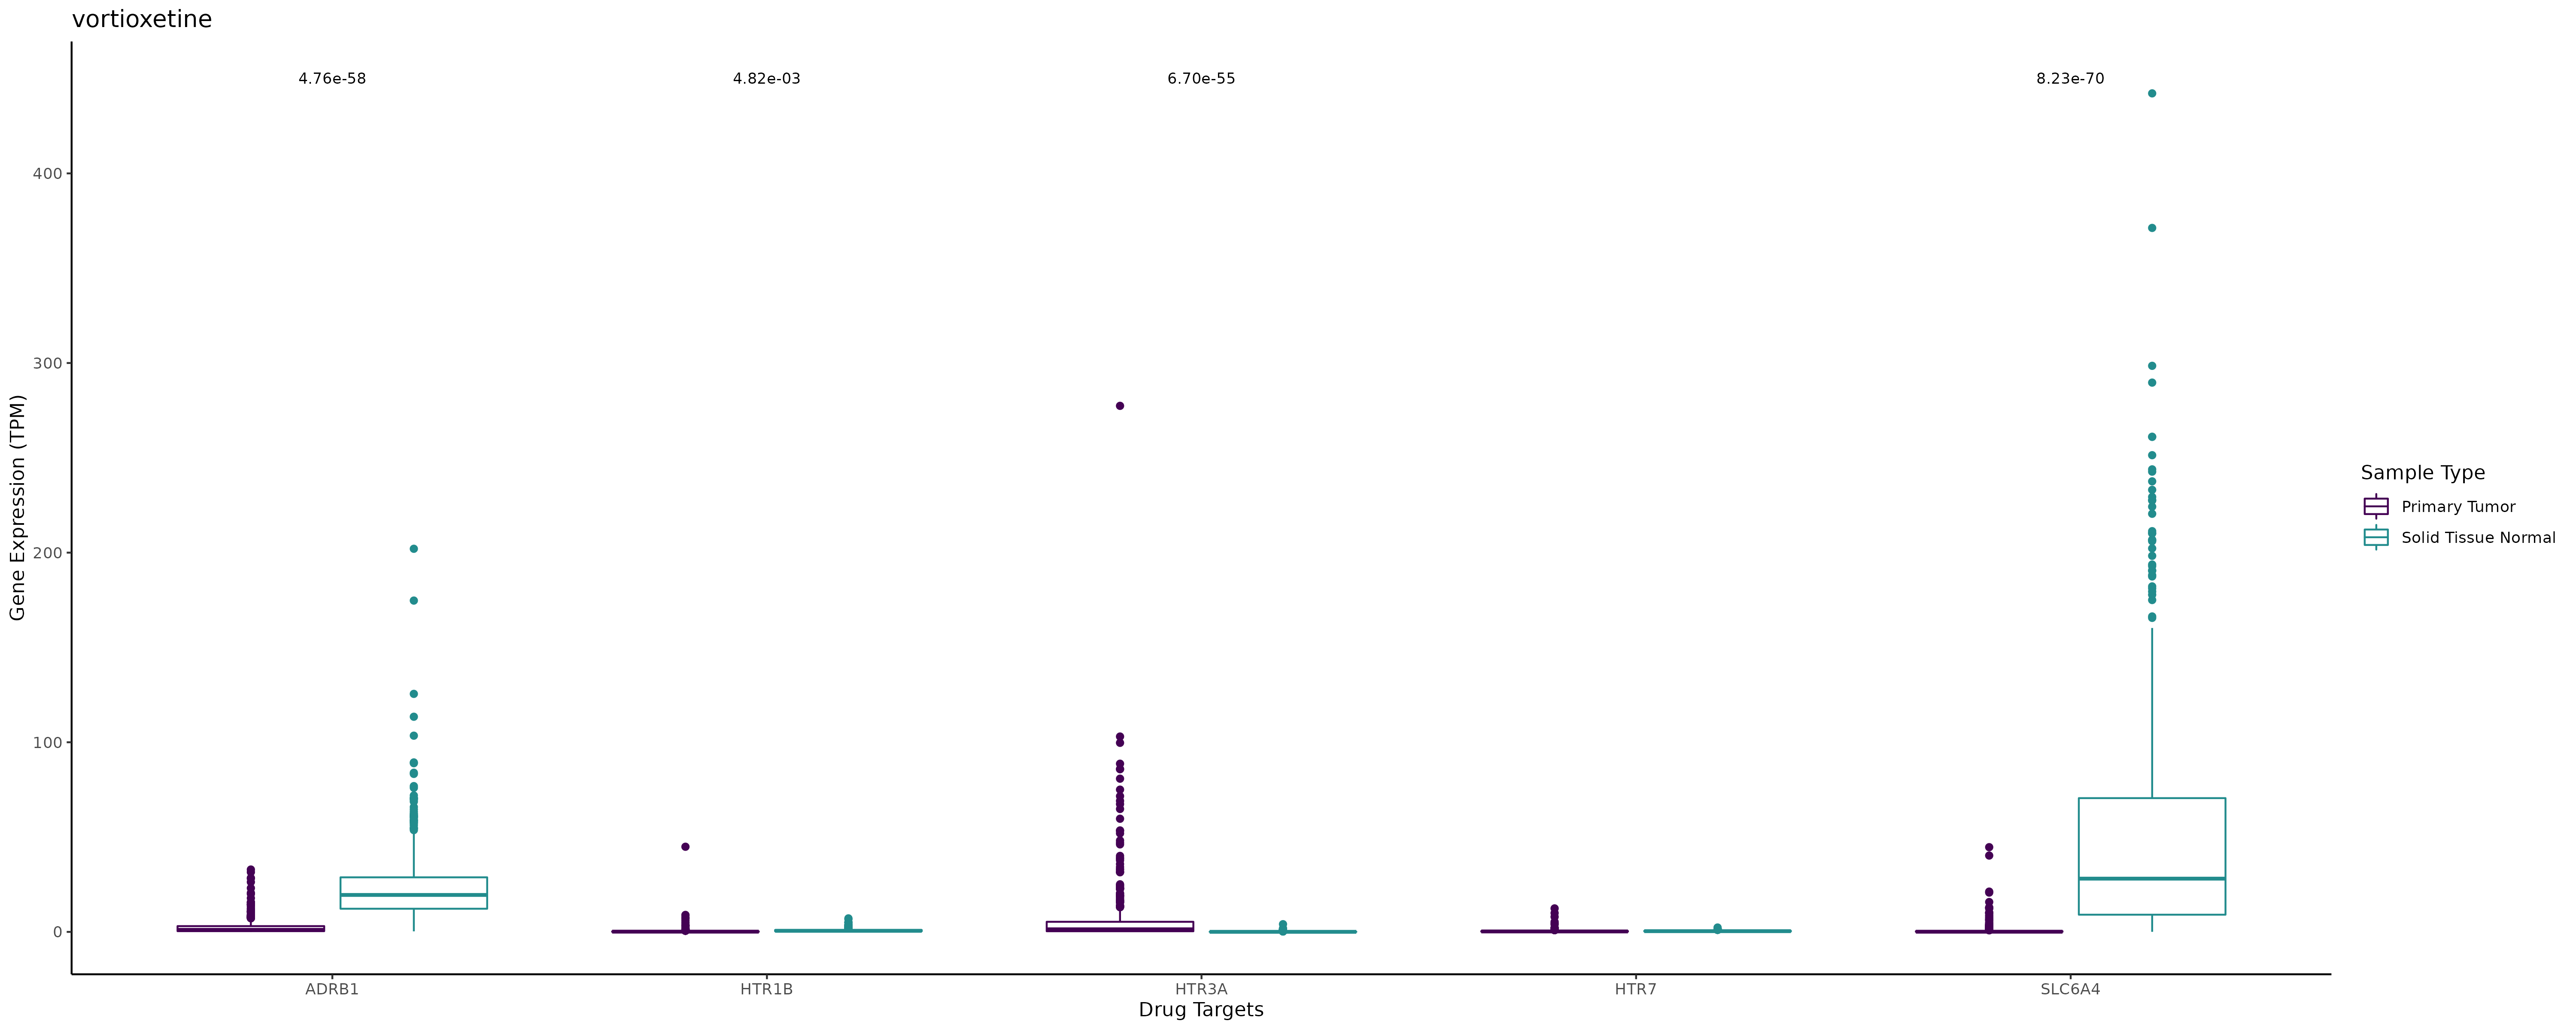 vortioxetine
4.76e-58
4.82e-03
6.70e-55
8.23e-70
Gene Expression (TPM)
400
300
200
100
0
ADRB1
HTR1B
HTR3A
HTR7
SLC6A4
Drug Targets
Sample Type
Primary Tumor
Solid Tissue Normal